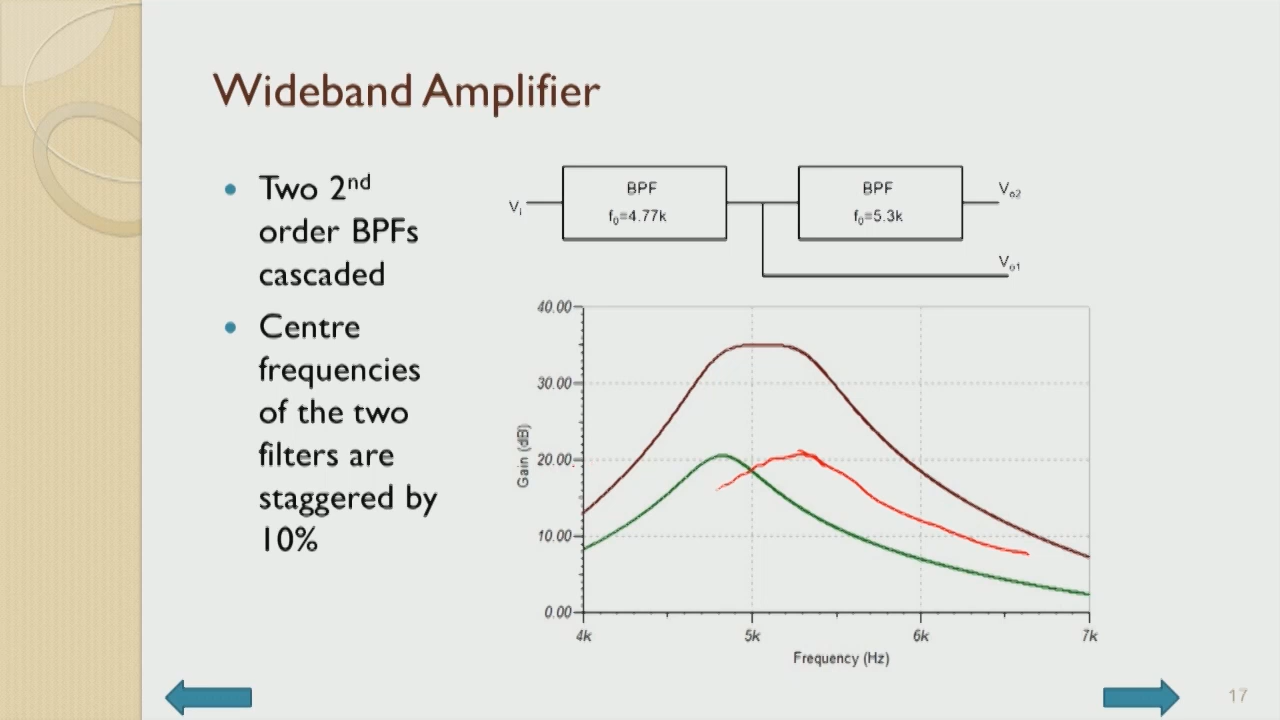 Wideband Amplifier
Two 2nd
order BPFs
cascaded
Centre
frequencies
of the two
filters are
staggered by
10%
Vi
BPF
f0=4.77k
BPF
f0=5.3k
Vo2
Vo1
40.00
30.00
20.00
10.00
0.00
Gain (dB)
4k 5k 6k 7k
Frequency (Hz)
17